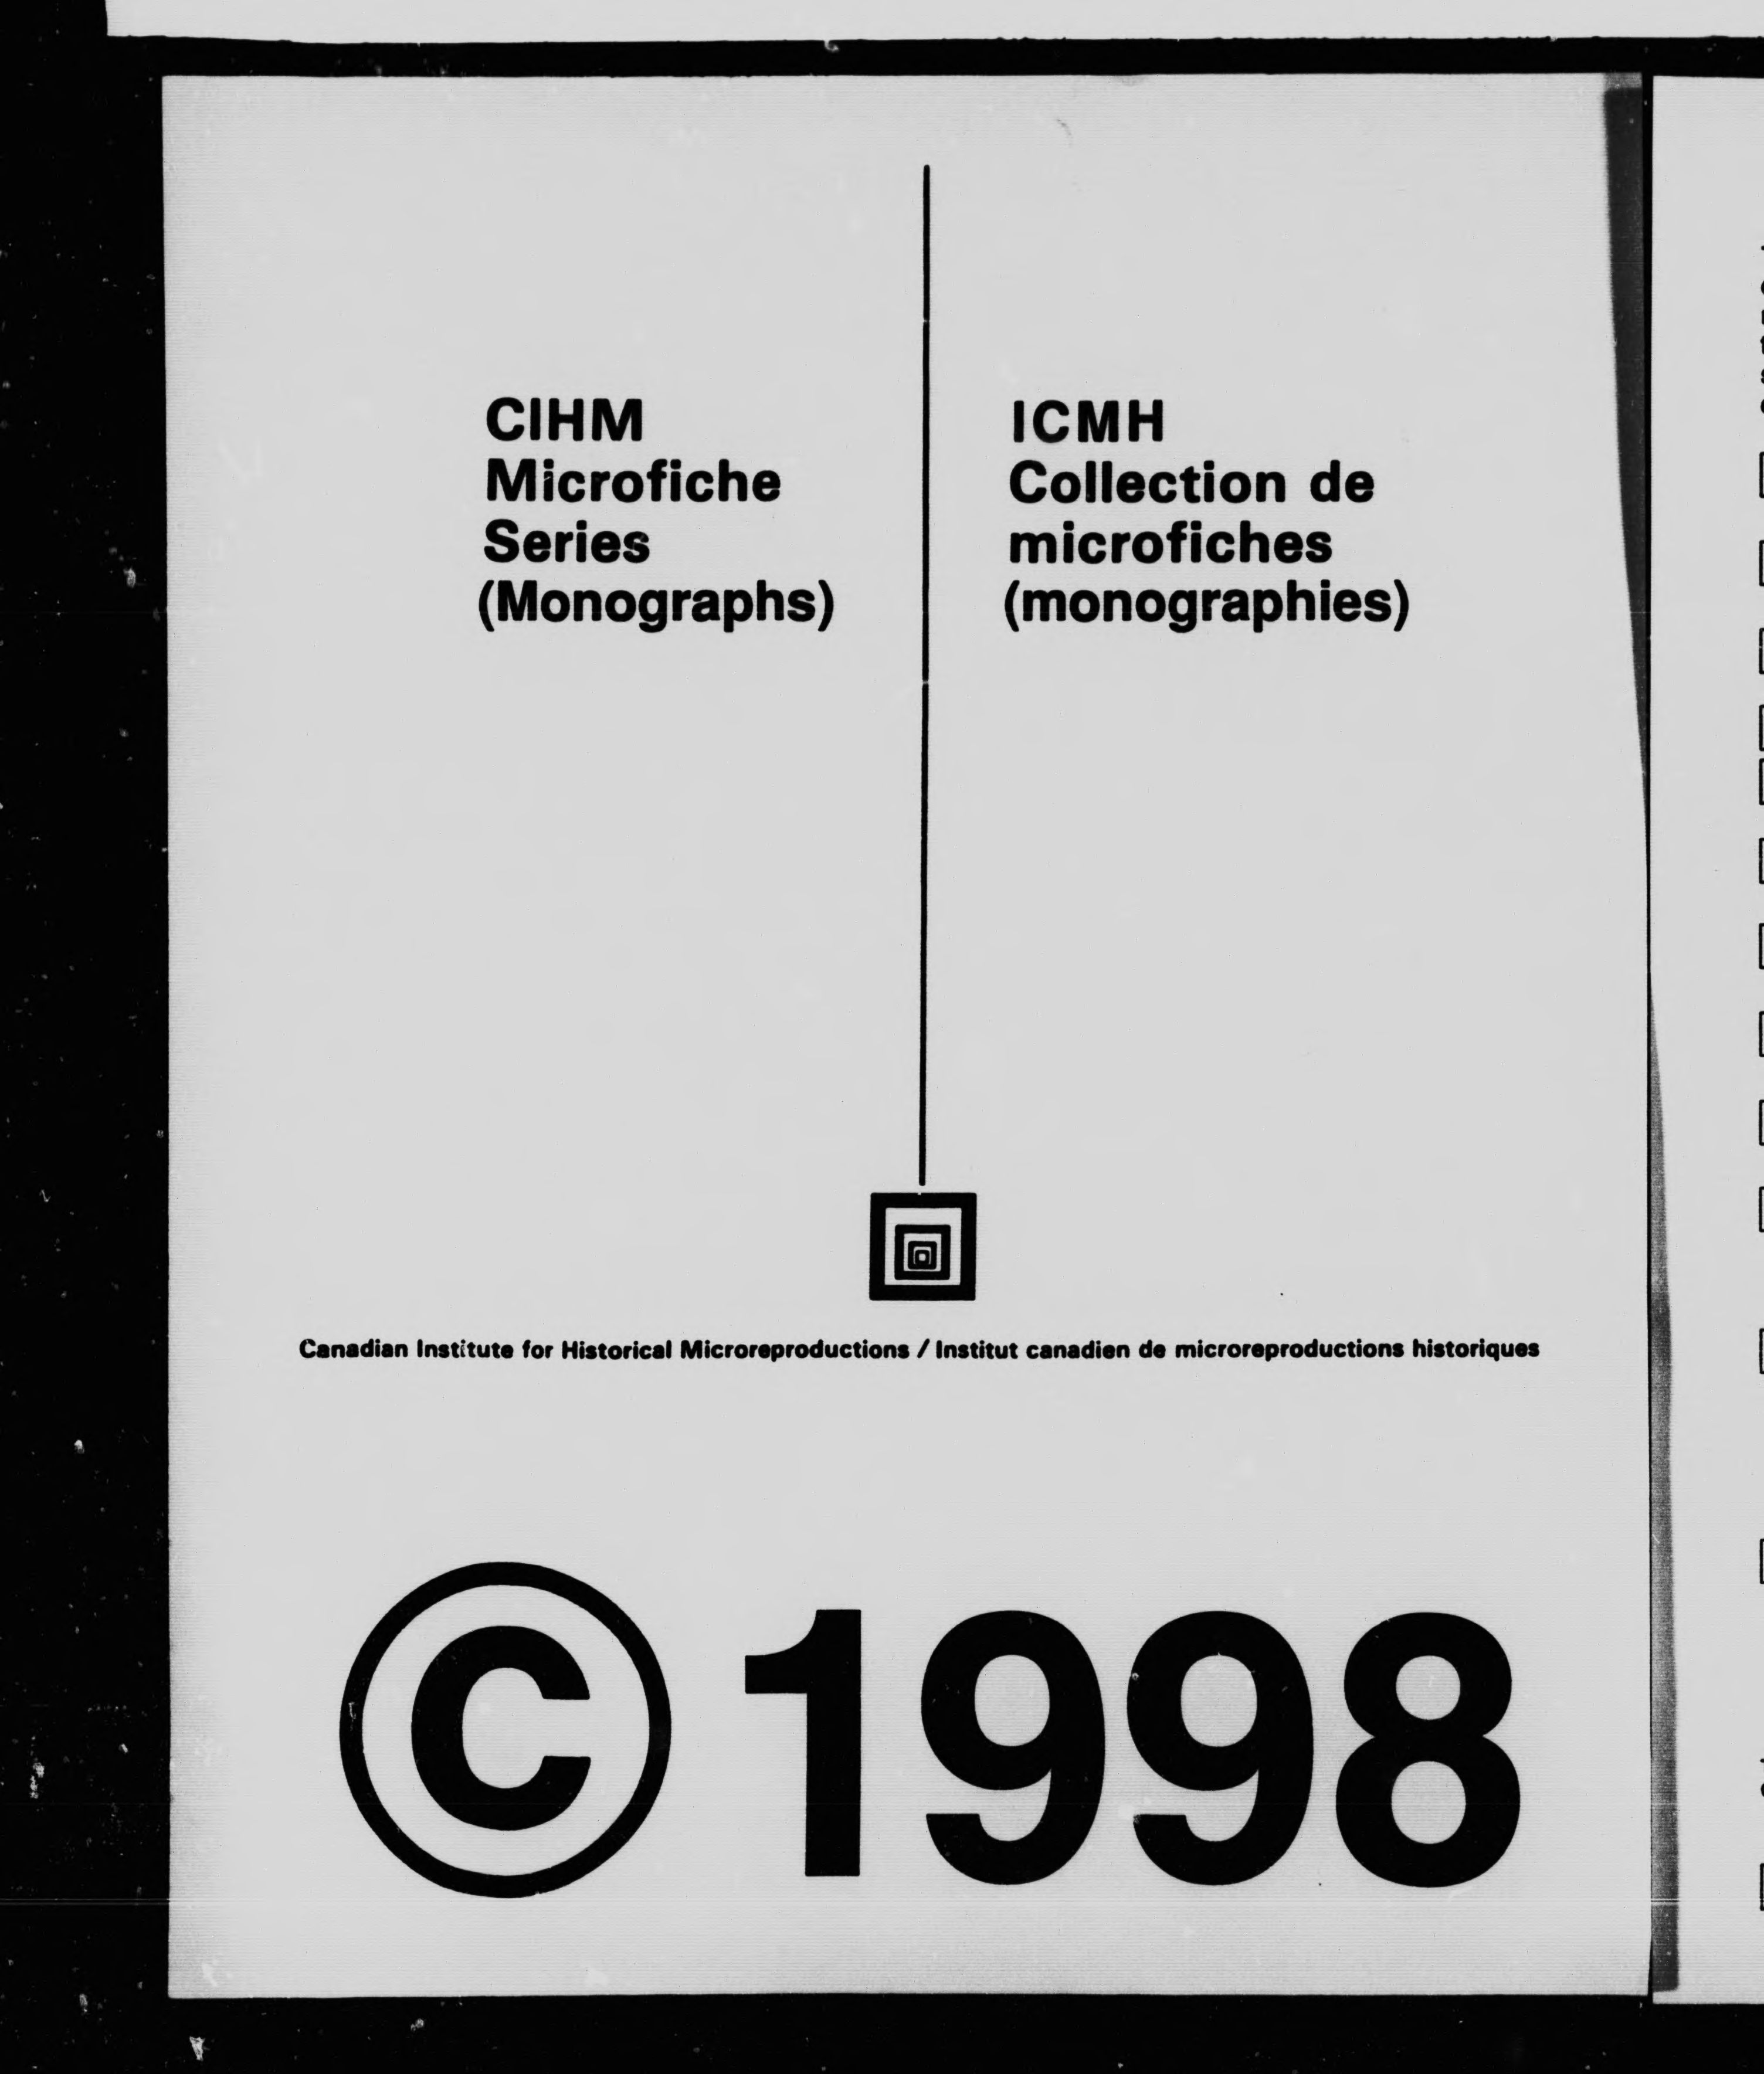 CIHM
Microfiche
Series
(Monographs)
ICMH
Collection de
microfiches
(monographies)
Canadian Institute for Historical Microreproductions / Institut canadien de microreproductions historiques
© 1998